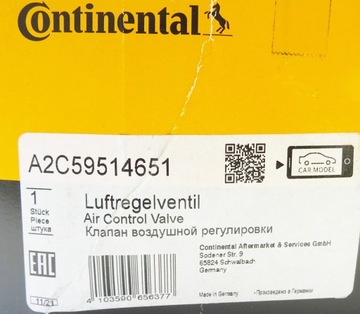 Continental
A2C59514651
CAR MODEL
1
Stück
Piece
штука
Luftregelventil
Air Control Valve
Клапан воздушной регулировки
Continental Aftermarket & Services GmbH
Sodener Str. 9
65824 Schwalbach
Germany
EAC
11/21
4 103590 656377
Made in Germany - Произведено в Германии